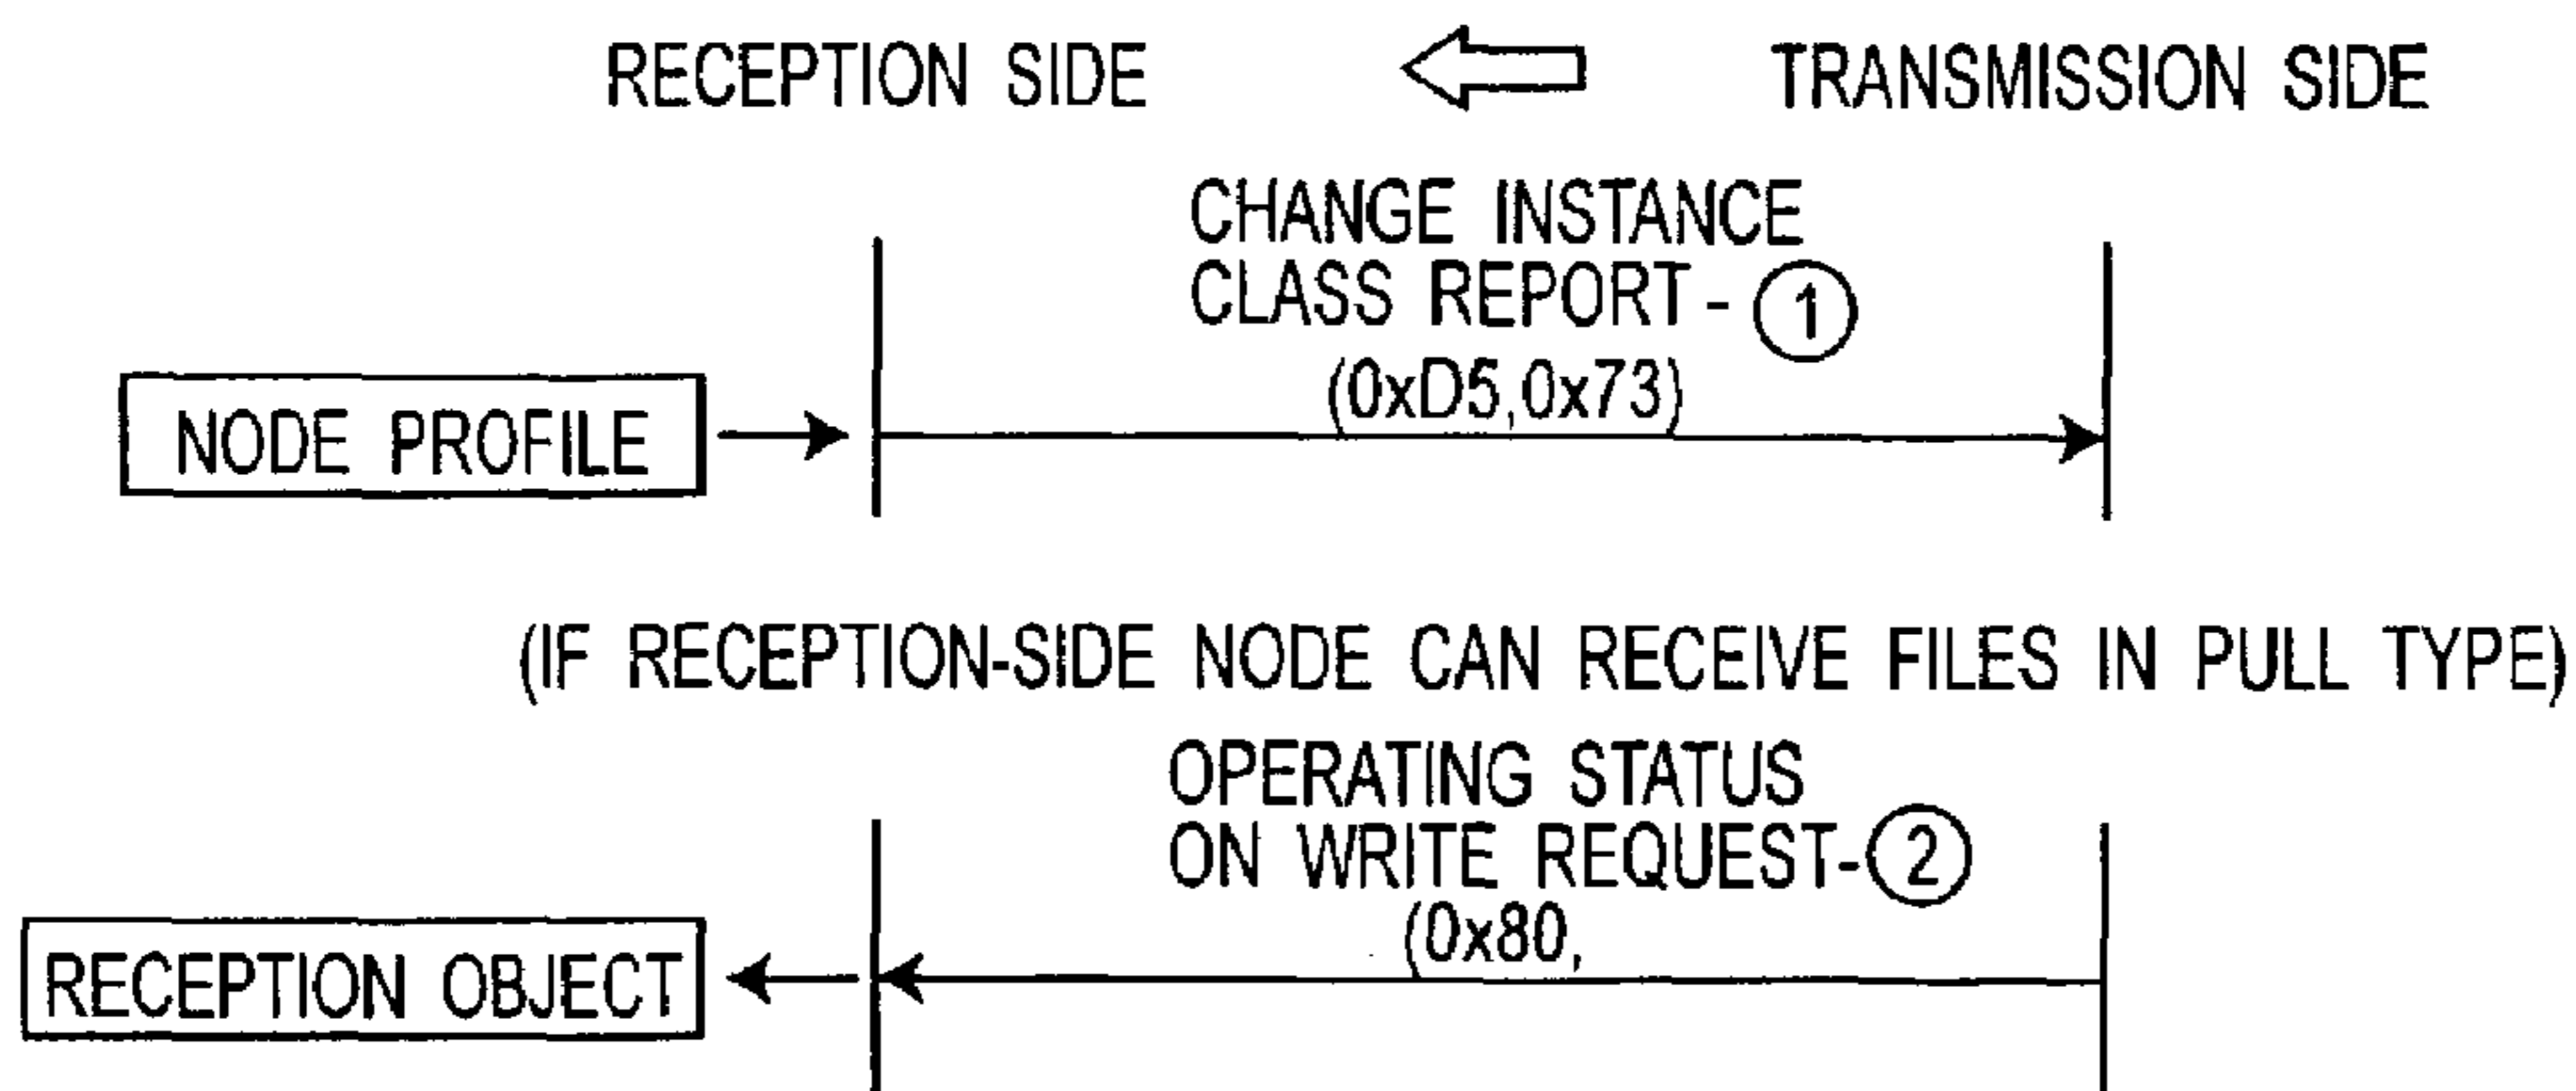 RECEPTION SIDE
TRANSMISSION SIDE
CHANGE INSTANCE
CLASS REPORT - ①
(0xD5,0x73)
NODE PROFILE
(IF RECEPTION-SIDE NODE CAN RECEIVE FILES IN PULL TYPE)
OPERATING STATUS
ON WRITE REQUEST-②
(0x80,
RECEPTION OBJECT